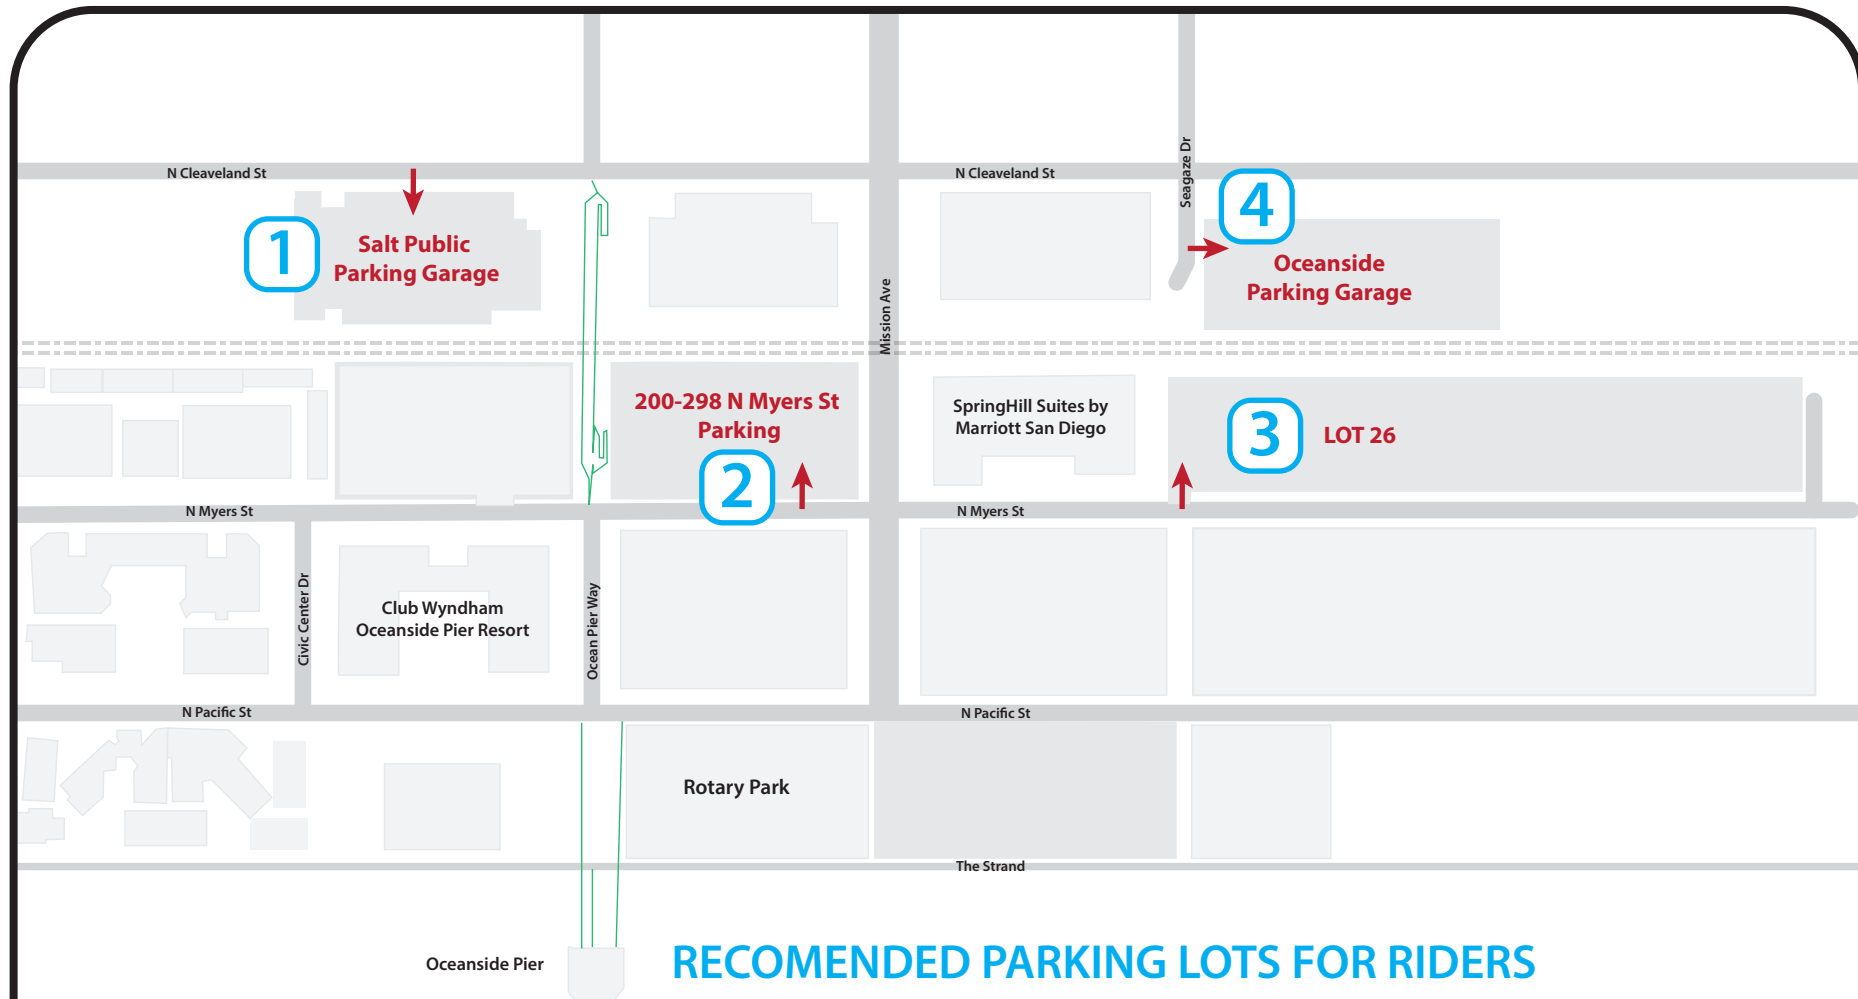 N Cleaveland St
N Cleaveland St
Seagaze Dr
1
Salt Public
Parking Garage
4
Oceanside
Parking Garage
Mission Ave
200-298 N Myers St
Parking
2
SpringHill Suites by
Marriott San Diego
3
LOT 26
N Myers St
N Myers St
Civic Center Dr
Club Wyndham
Oceanside Pier Resort
Ocean Pier Way
N Pacific St
N Pacific St
Rotary Park
The Strand
Oceanside Pier
RECOMENDED PARKING LOTS FOR RIDERS